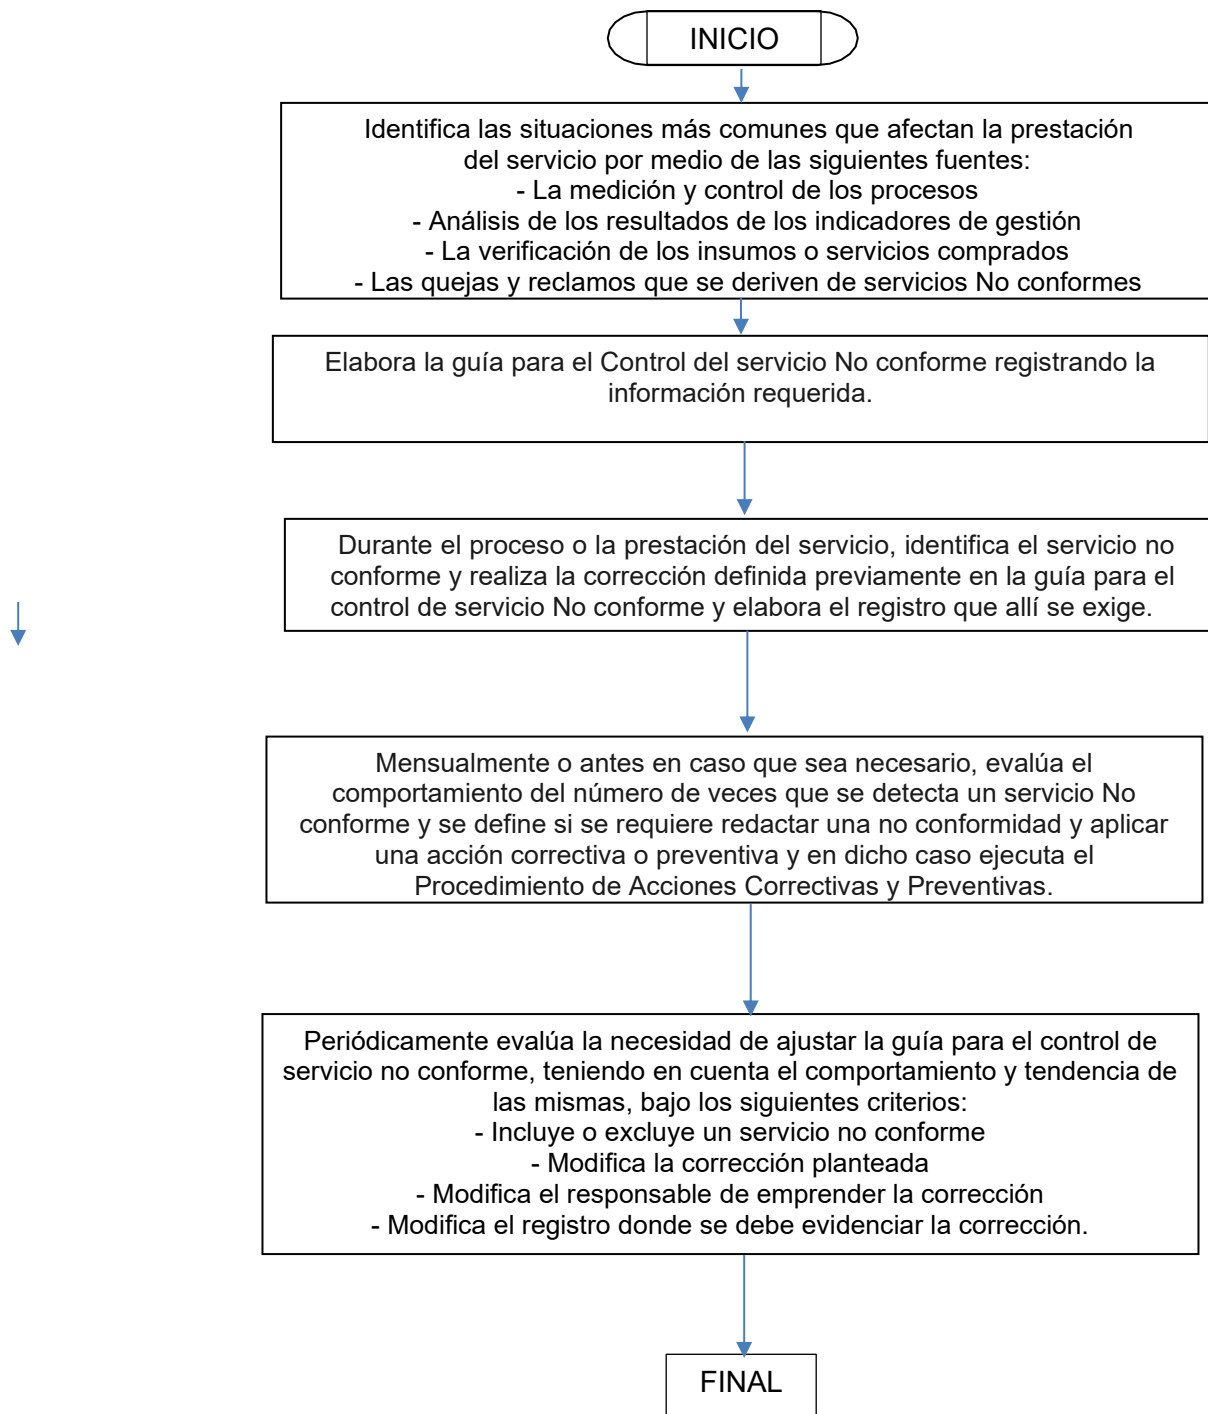 INICIO
Identifica las situaciones más comunes que afectan la prestación
del servicio por medio de las siguientes fuentes:
- La medición y control de los procesos
- Análisis de los resultados de los indicadores de gestión
- La verificación de los insumos o servicios comprados
- Las quejas y reclamos que se deriven de servicios No conformes
Elabora la guía para el Control del servicio No conforme registrando la
información requerida.
Durante el proceso o la prestación del servicio, identifica el servicio no
conforme y realiza la corrección definida previamente en la guía para el
control de servicio No conforme y elabora el registro que allí se exige.
Mensualmente o antes en caso que sea necesario, evalúa el
comportamiento del número de veces que se detecta un servicio No
conforme y se define si se requiere redactar una no conformidad y aplicar
una acción correctiva o preventiva y en dicho caso ejecuta el
Procedimiento de Acciones Correctivas y Preventivas.
Periódicamente evalúa la necesidad de ajustar la guía para el control de
servicio no conforme, teniendo en cuenta el comportamiento y tendencia de
las mismas, bajo los siguientes criterios:
- Incluye o excluye un servicio no conforme
- Modifica la corrección planteada
- Modifica el responsable de emprender la corrección
- Modifica el registro donde se debe evidenciar la corrección.
FINAL